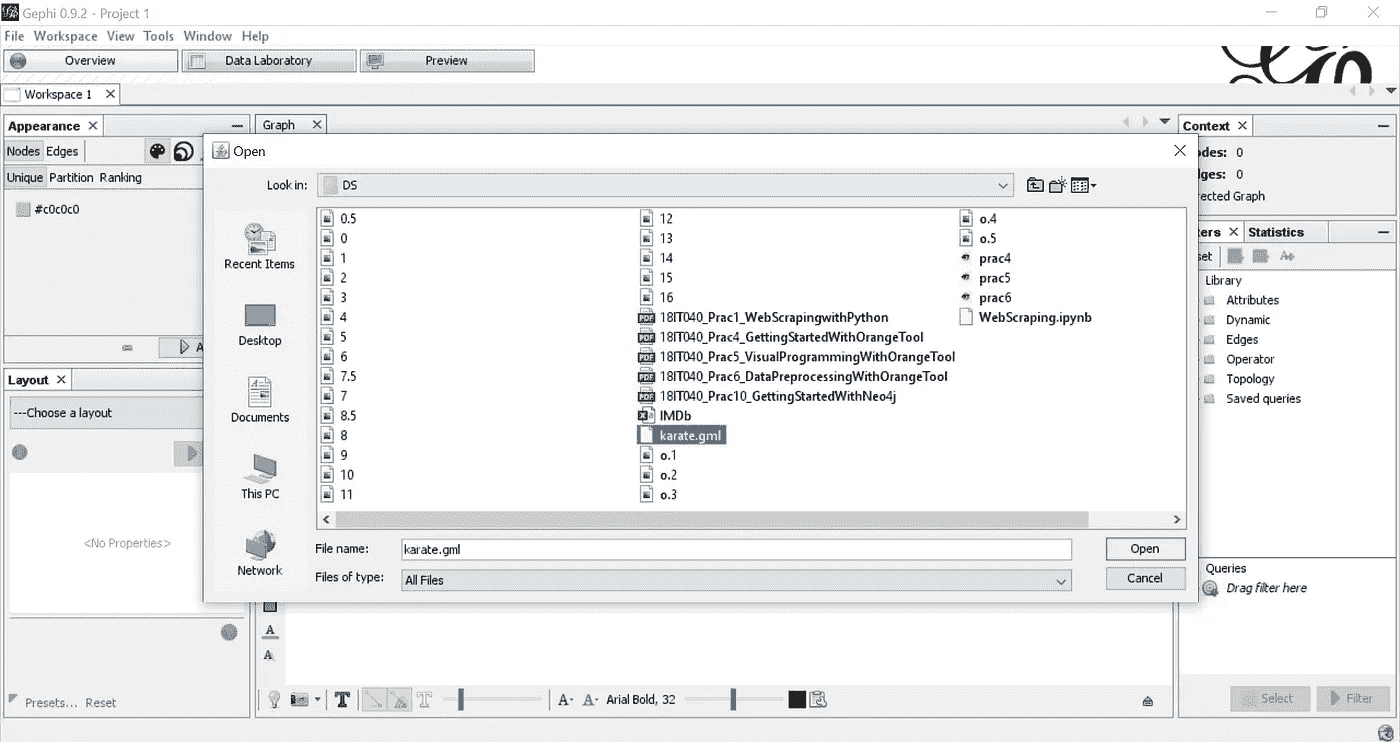 Gephi 0.9.2 - Project 1
File Workspace View Tools Window Help
Overview Data Laboratory Preview
Workspace 1
Appearance Graph Context
Nodes Edges
Unique Partition Ranking
#c0c0c0
Open
Look in: DS
Recent Items
Desktop
Documents
This PC
Network
0.5
0
1
2
3
4
5
6
7.5
7
8.5
8
9
10
11
12
13
14
15
16
18IT040_Prac1_WebScrapingwithPython
18IT040_Prac4_GettingStartedWithOrangeTool
18IT040_Prac5_VisualProgrammingWithOrangeTool
18IT040_Prac6_DataPreprocessingWithOrangeTool
18IT040_Prac10_GettingStartedWithNeo4j
IMDb
karate.gml
o.1
o.2
o.3
o.4
o.5
prac4
prac5
prac6
WebScraping.ipynb
File name: karate.gml Open
Files of type: All Files Cancel
odes: 0
lges: 0
rected Graph
ters Statistics
set
Library
Attributes
Dynamic
Edges
Operator
Topology
Saved queries
Queries
Drag filter here
Select Filter
Layout
---Choose a layout
<No Properties>
Presets... Reset
Arial Bold, 32